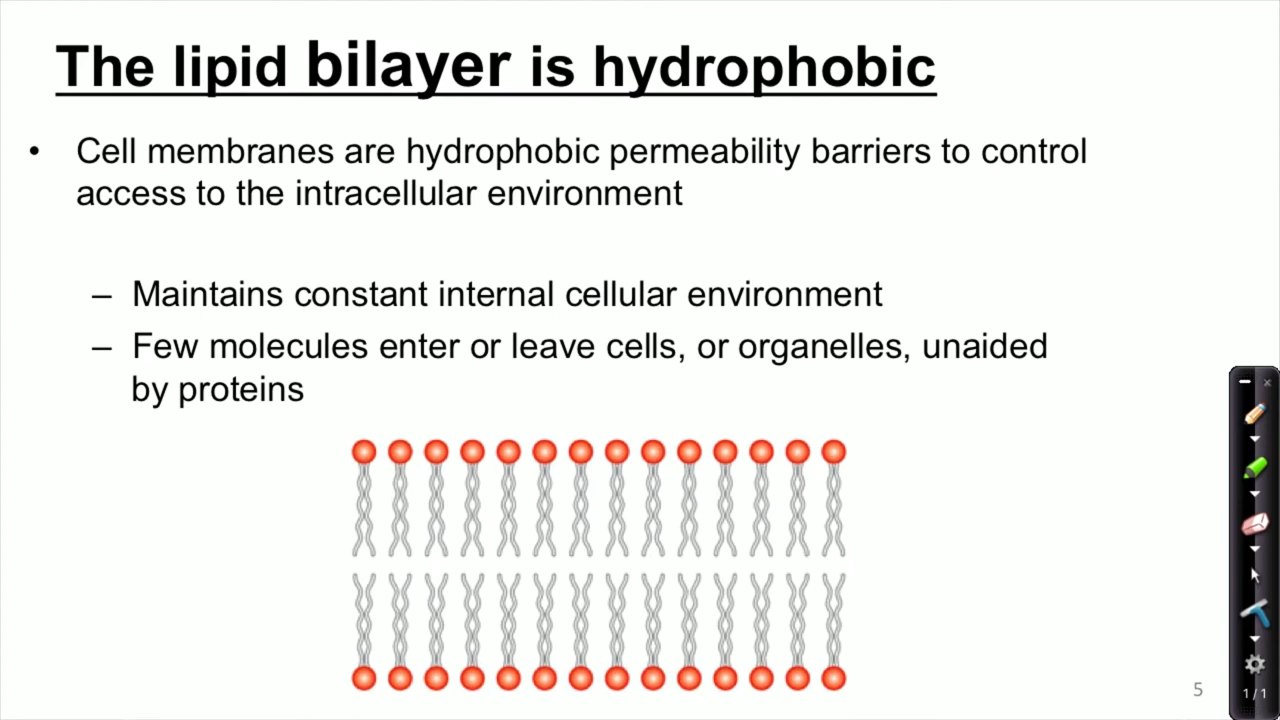 The lipid bilayer is hydrophobic
• Cell membranes are hydrophobic permeability barriers to control
access to the intracellular environment
– Maintains constant internal cellular environment
– Few molecules enter or leave cells, or organelles, unaided
by proteins
5
1 / 1